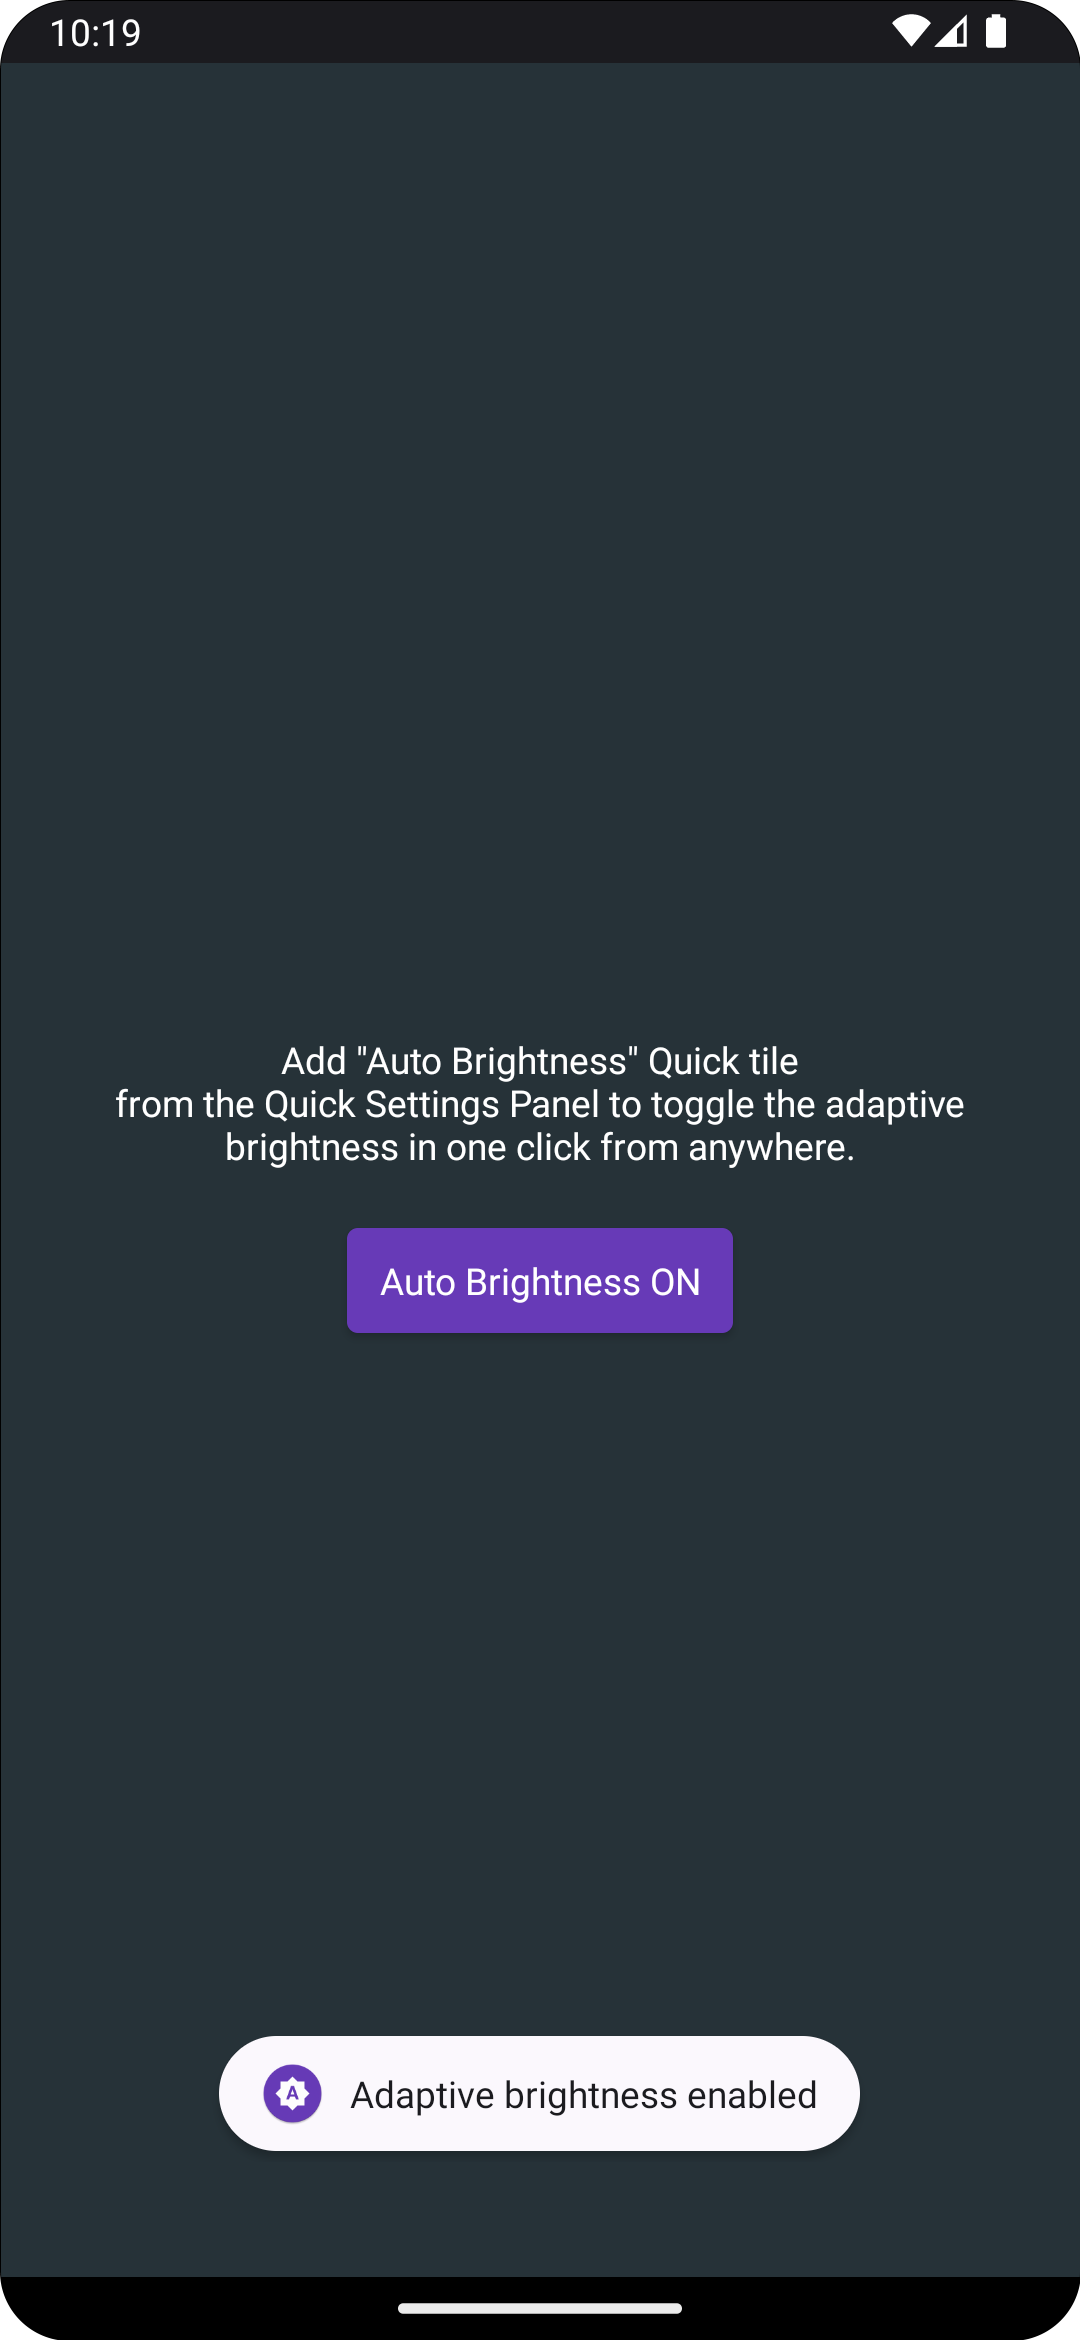 10:19
Add "Auto Brightness" Quick tile
from the Quick Settings Panel to toggle the adaptive
brightness in one click from anywhere.
Auto Brightness ON
A
Adaptive brightness enabled